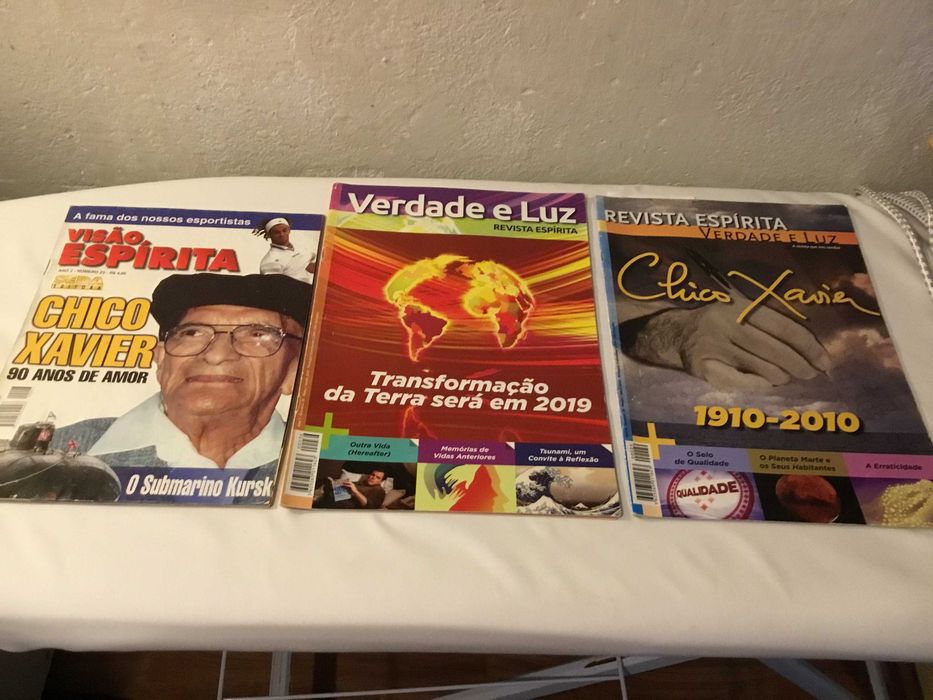 A fama dos nossos esportistas
VISÃO
ESPÍRITA
CHICO
XAVIER
90 ANOS DE AMOR
O Submarino Kursk
Verdade e Luz
REVISTA ESPÍRITA
Transformação
da Terra será em 2019
Outra Vida
(Hereafter)
Memórias de
Vidas Anteriores
Tsunami, um
Convite à Reflexão
REVISTA ESPÍRITA
VERDADE E LUZ
Chico Xavier
1910-2010
O Selo
de Qualidade
QUALIDADE
O Planeta Marte e
os Seus Habitantes
A Erraticidade